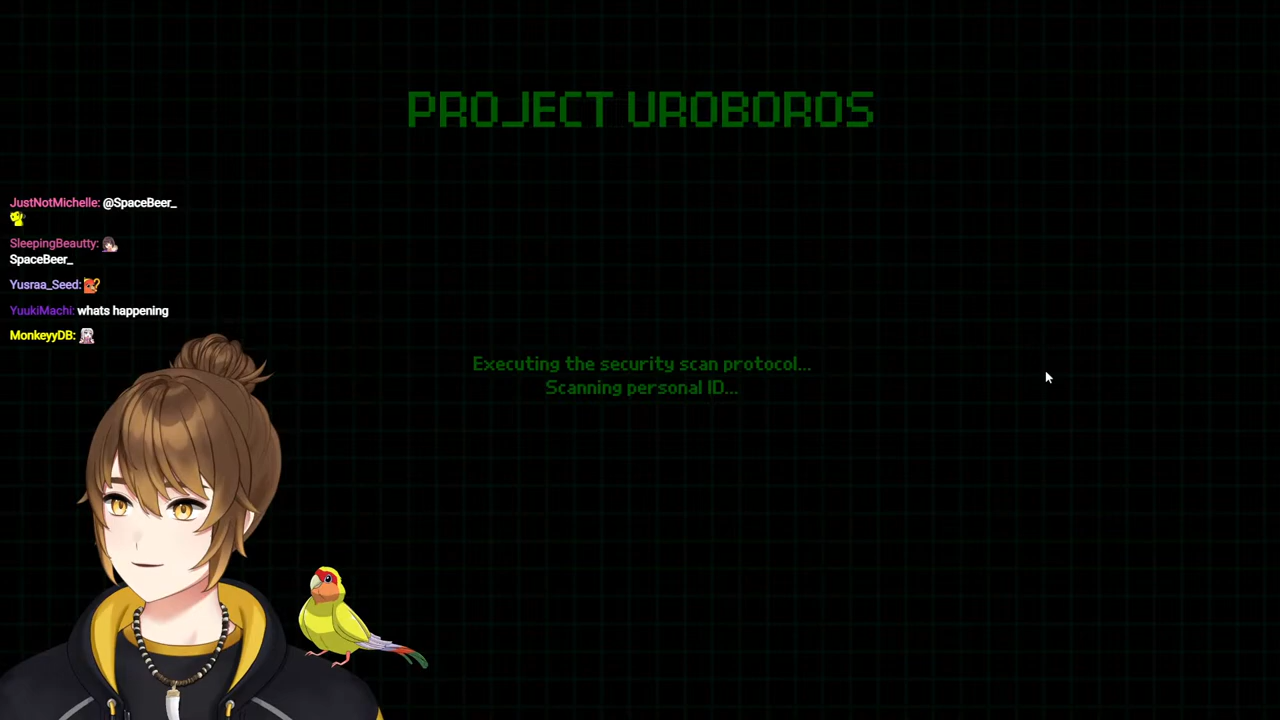 PROJECT UROBOROS
JustNotMichelle: @SpaceBeer_
SleepingBeautty:
SpaceBeer_
Yusraa_Seed:
YuukiMachi: whats happening
MonkeyyDB:
Executing the security scan protocol...
Scanning personal ID...